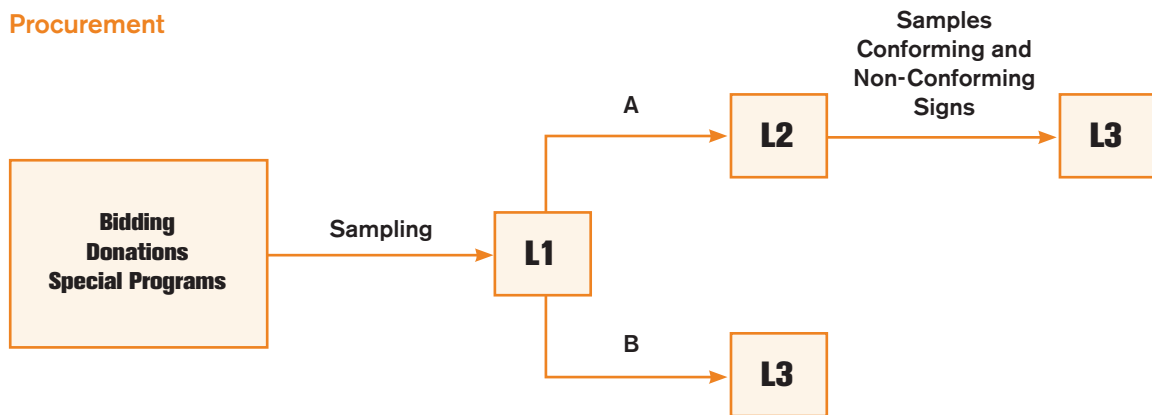 Procurement
Bidding
Donations
Special Programs
Sampling
L1
A
L2
Samples
Conforming and
Non-Conforming
Signs
L3
B
L3